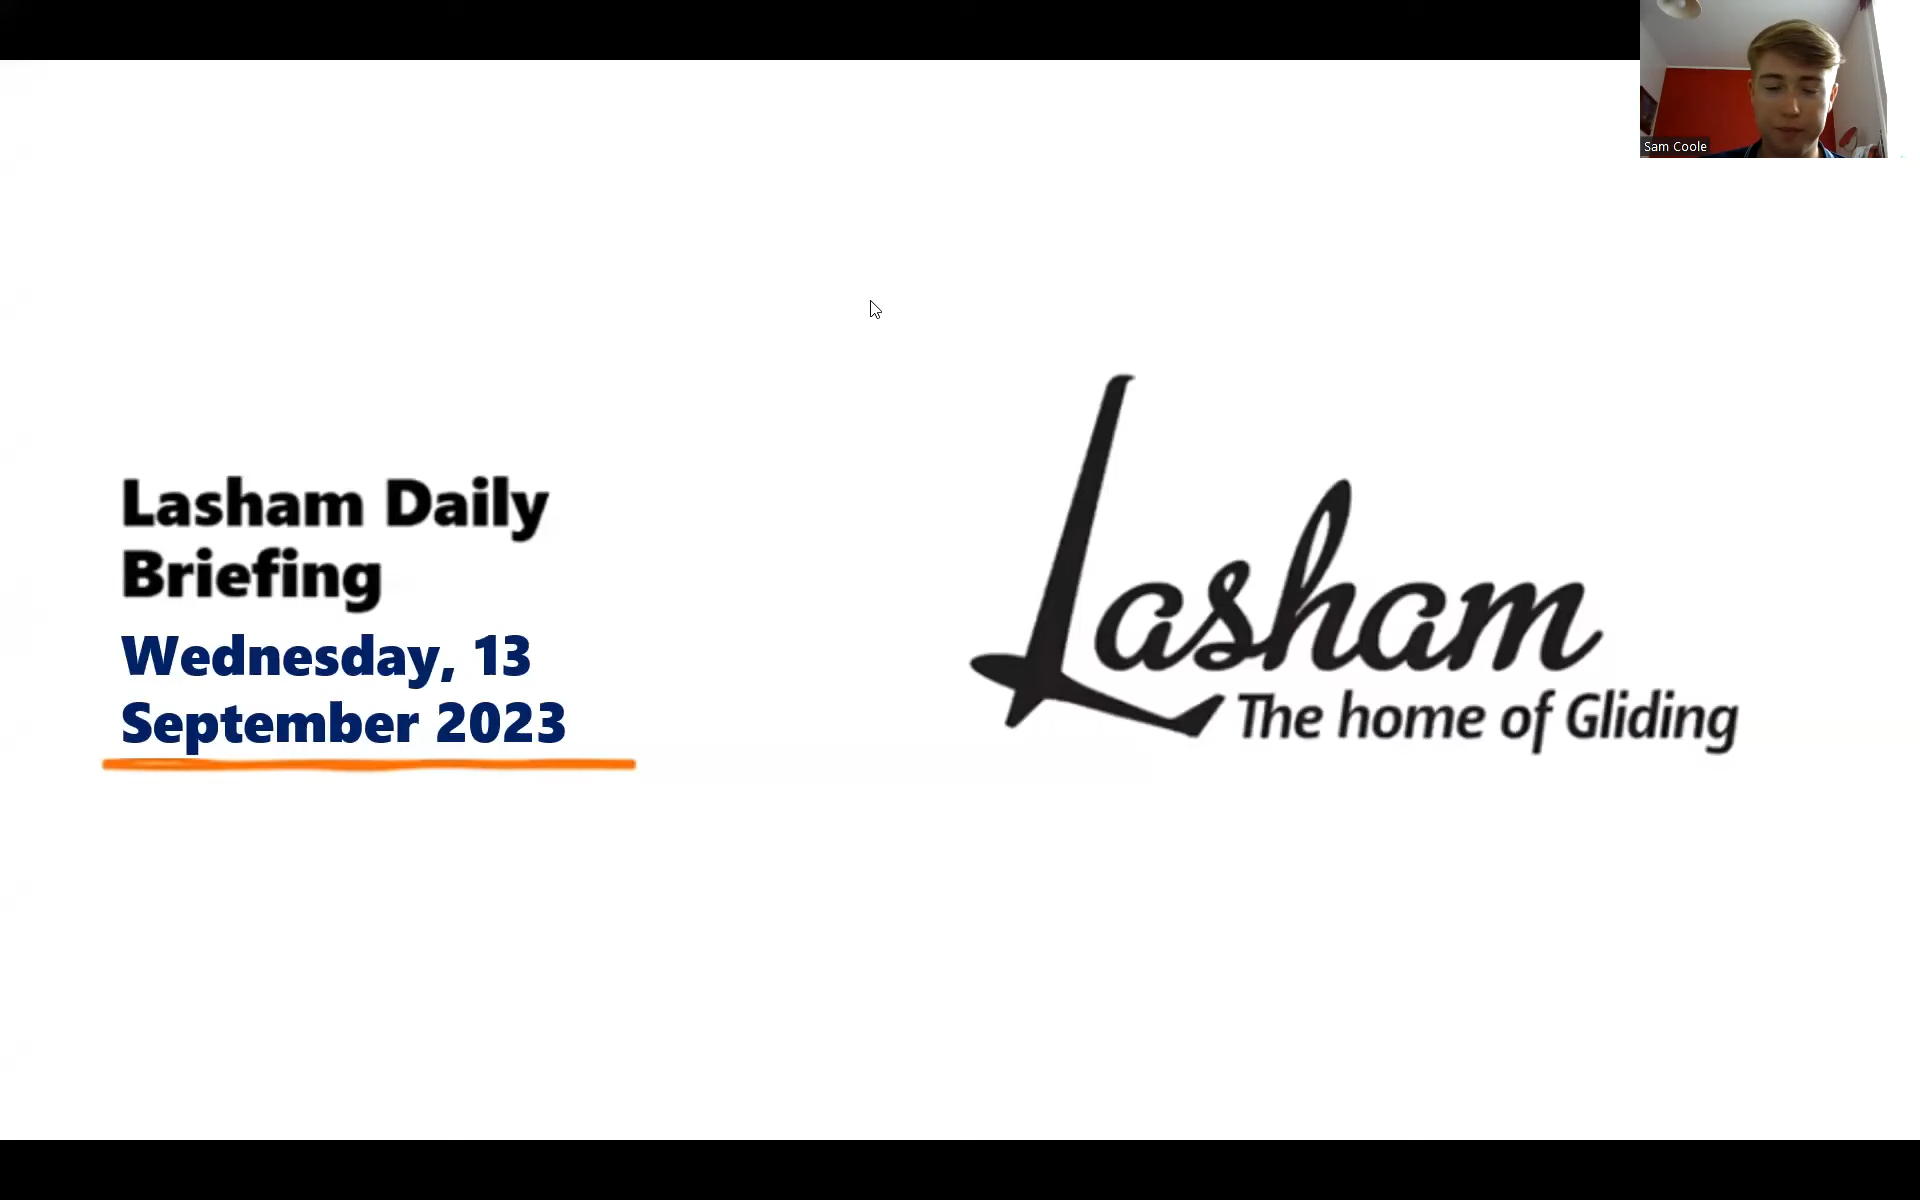 Sam Coole
Lasham Daily
Briefing
Wednesday, 13
September 2023
Lasham
The home of Gliding